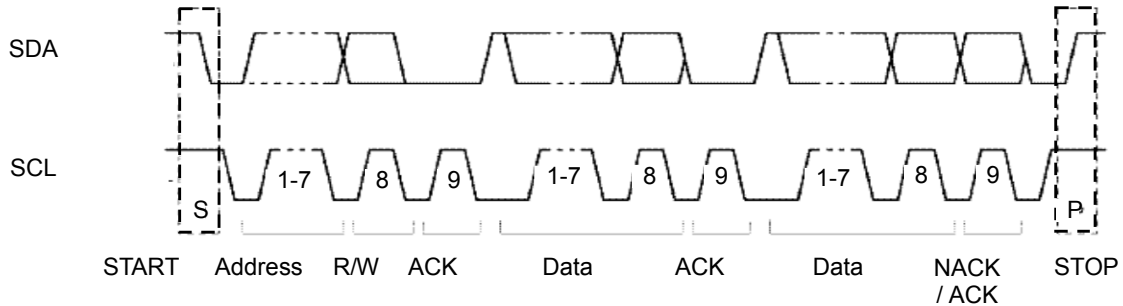 SDA
SCL
1-7 8 9 1-7 8 9 1-7 8 9
S P
START Address R/W ACK Data ACK Data NACK / ACK STOP